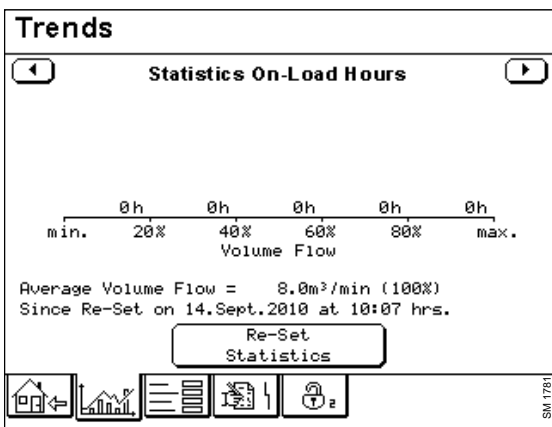 Trends
Statistics On-Load Hours
0h 0h 0h 0h 0h
min. 20% 40% 60% 80% max.
Volume Flow
Average Volume Flow = 8.0m³/min (100%)
Since Re-Set on 14.Sept.2010 at 10:07 hrs.
Re-Set
Statistics
2
SM 1781